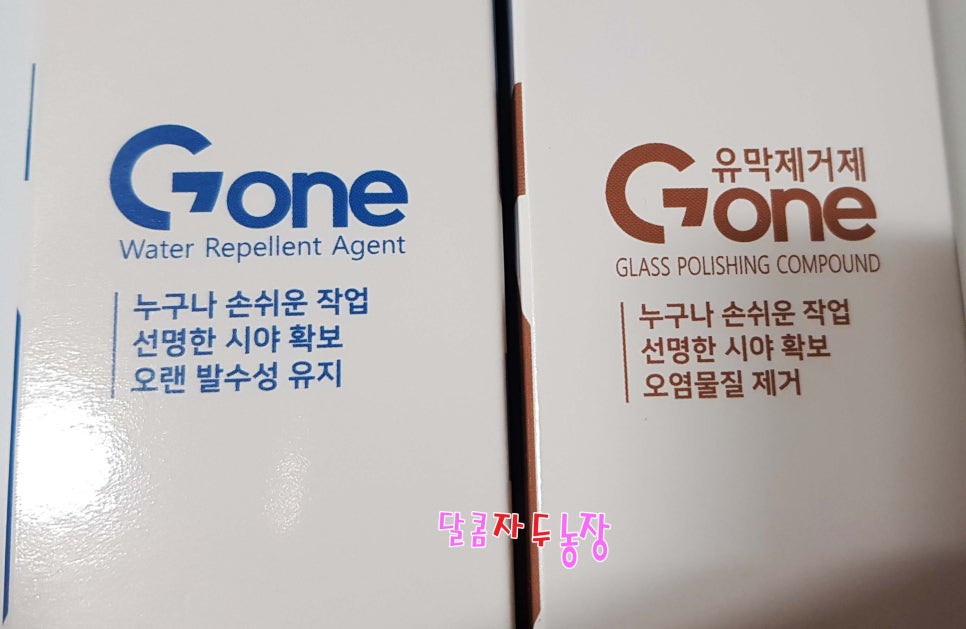 Gone
Water Repellent Agent
누구나 손쉬운 작업
선명한 시야 확보
오랜 발수성 유지
유막제거제
Gone
GLASS POLISHING COMPOUND
누구나 손쉬운 작업
선명한 시야 확보
오염물질 제거
달콤자두농장